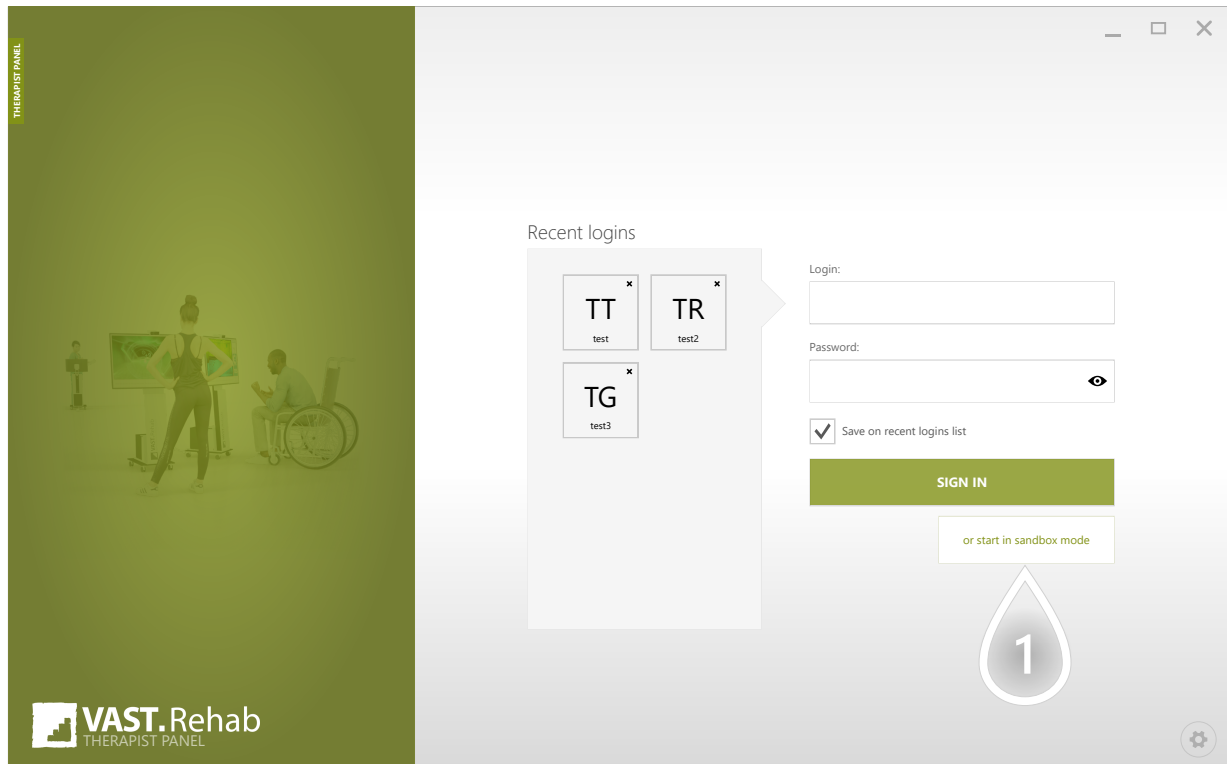 THERAPIST PANEL
Recent logins
TT
test
TR
test2
TG
test3
Login:
Password:
Save on recent logins list
SIGN IN
or start in sandbox mode
1
VAST.Rehab
THERAPIST PANEL